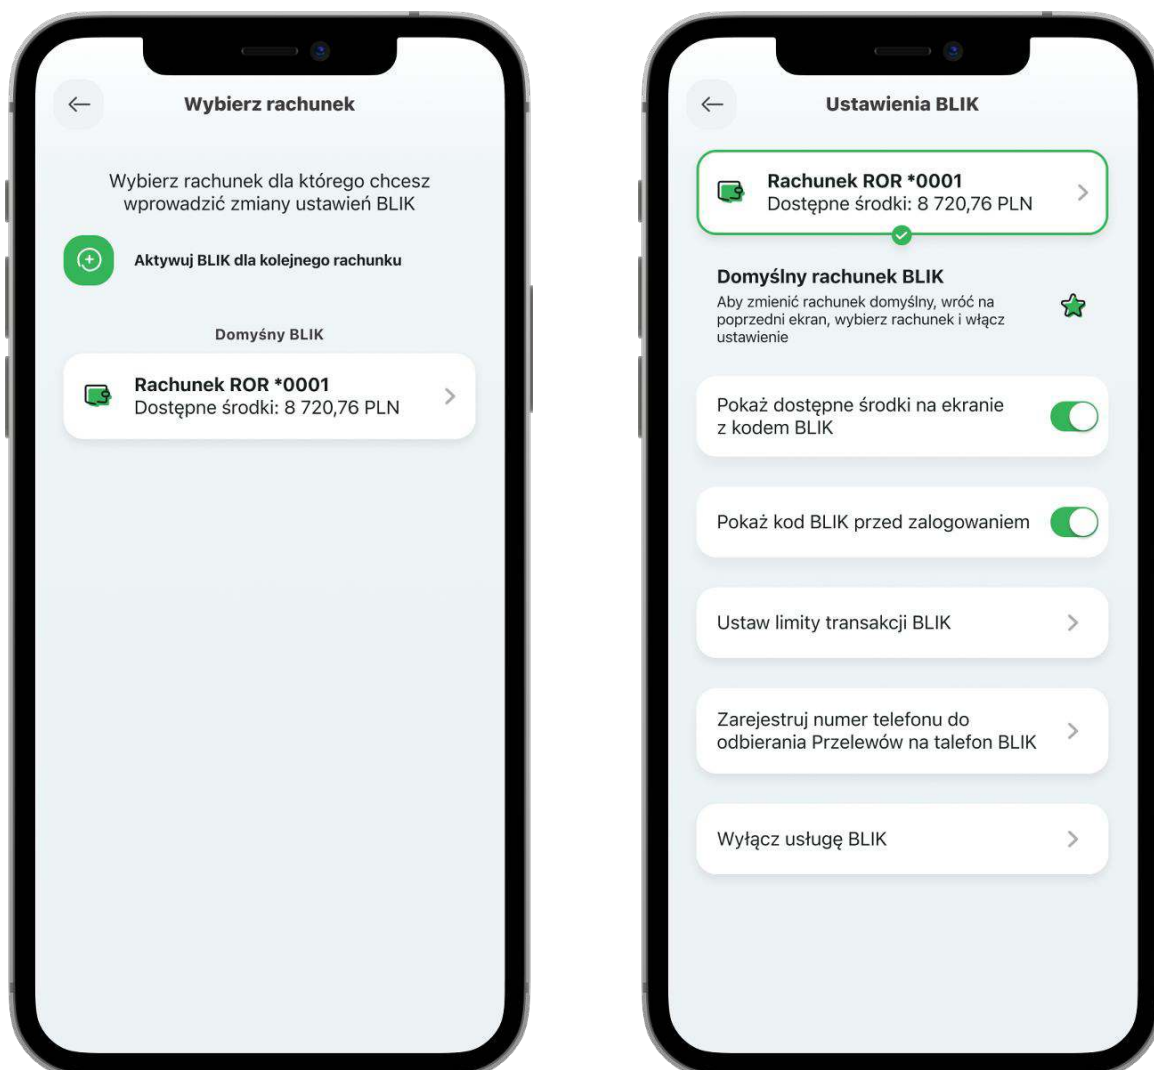 Wybierz rachunek
Wybierz rachunek dla którego chcesz
wprowadzić zmiany ustawień BLIK
Aktywuj BLIK dla kolejnego rachunku
Domyśny BLIK
Rachunek ROR *0001
Dostępne środki: 8 720,76 PLN
Ustawienia BLIK
Rachunek ROR *0001
Dostępne środki: 8 720,76 PLN
Domyślny rachunek BLIK
Aby zmienić rachunek domyślny, wróć na
poprzedni ekran, wybierz rachunek i włącz
ustawienie
Pokaż dostępne środki na ekranie
z kodem BLIK
Pokaż kod BLIK przed zalogowaniem
Ustaw limity transakcji BLIK
Zarejestruj numer telefonu do
odbierania Przelewów na talefon BLIK
Wyłącz usługę BLIK